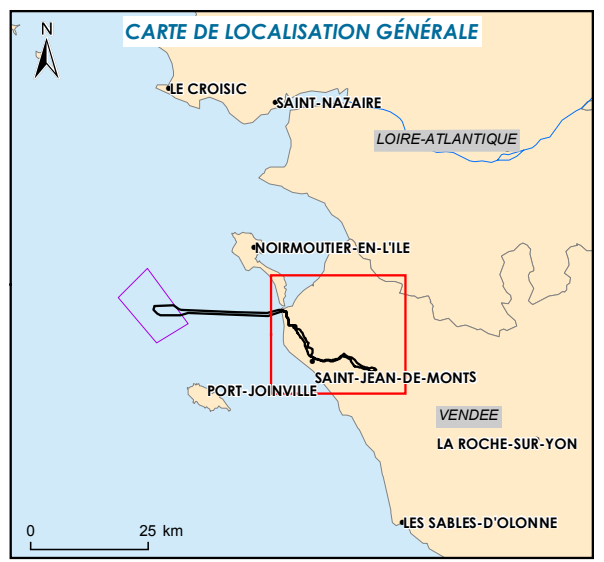 CARTE DE LOCALISATION GÉNÉRALE
N
LE CROISIC
SAINT-NAZAIRE
LOIRE-ATLANTIQUE
NOIRMOUTIER-EN-L'ILE
SAINT-JEAN-DE-MONTS
PORT-JOINVILLE
VENDEE
LA ROCHE-SUR-YON
LES SABLES-D'OLONNE
0 25 km